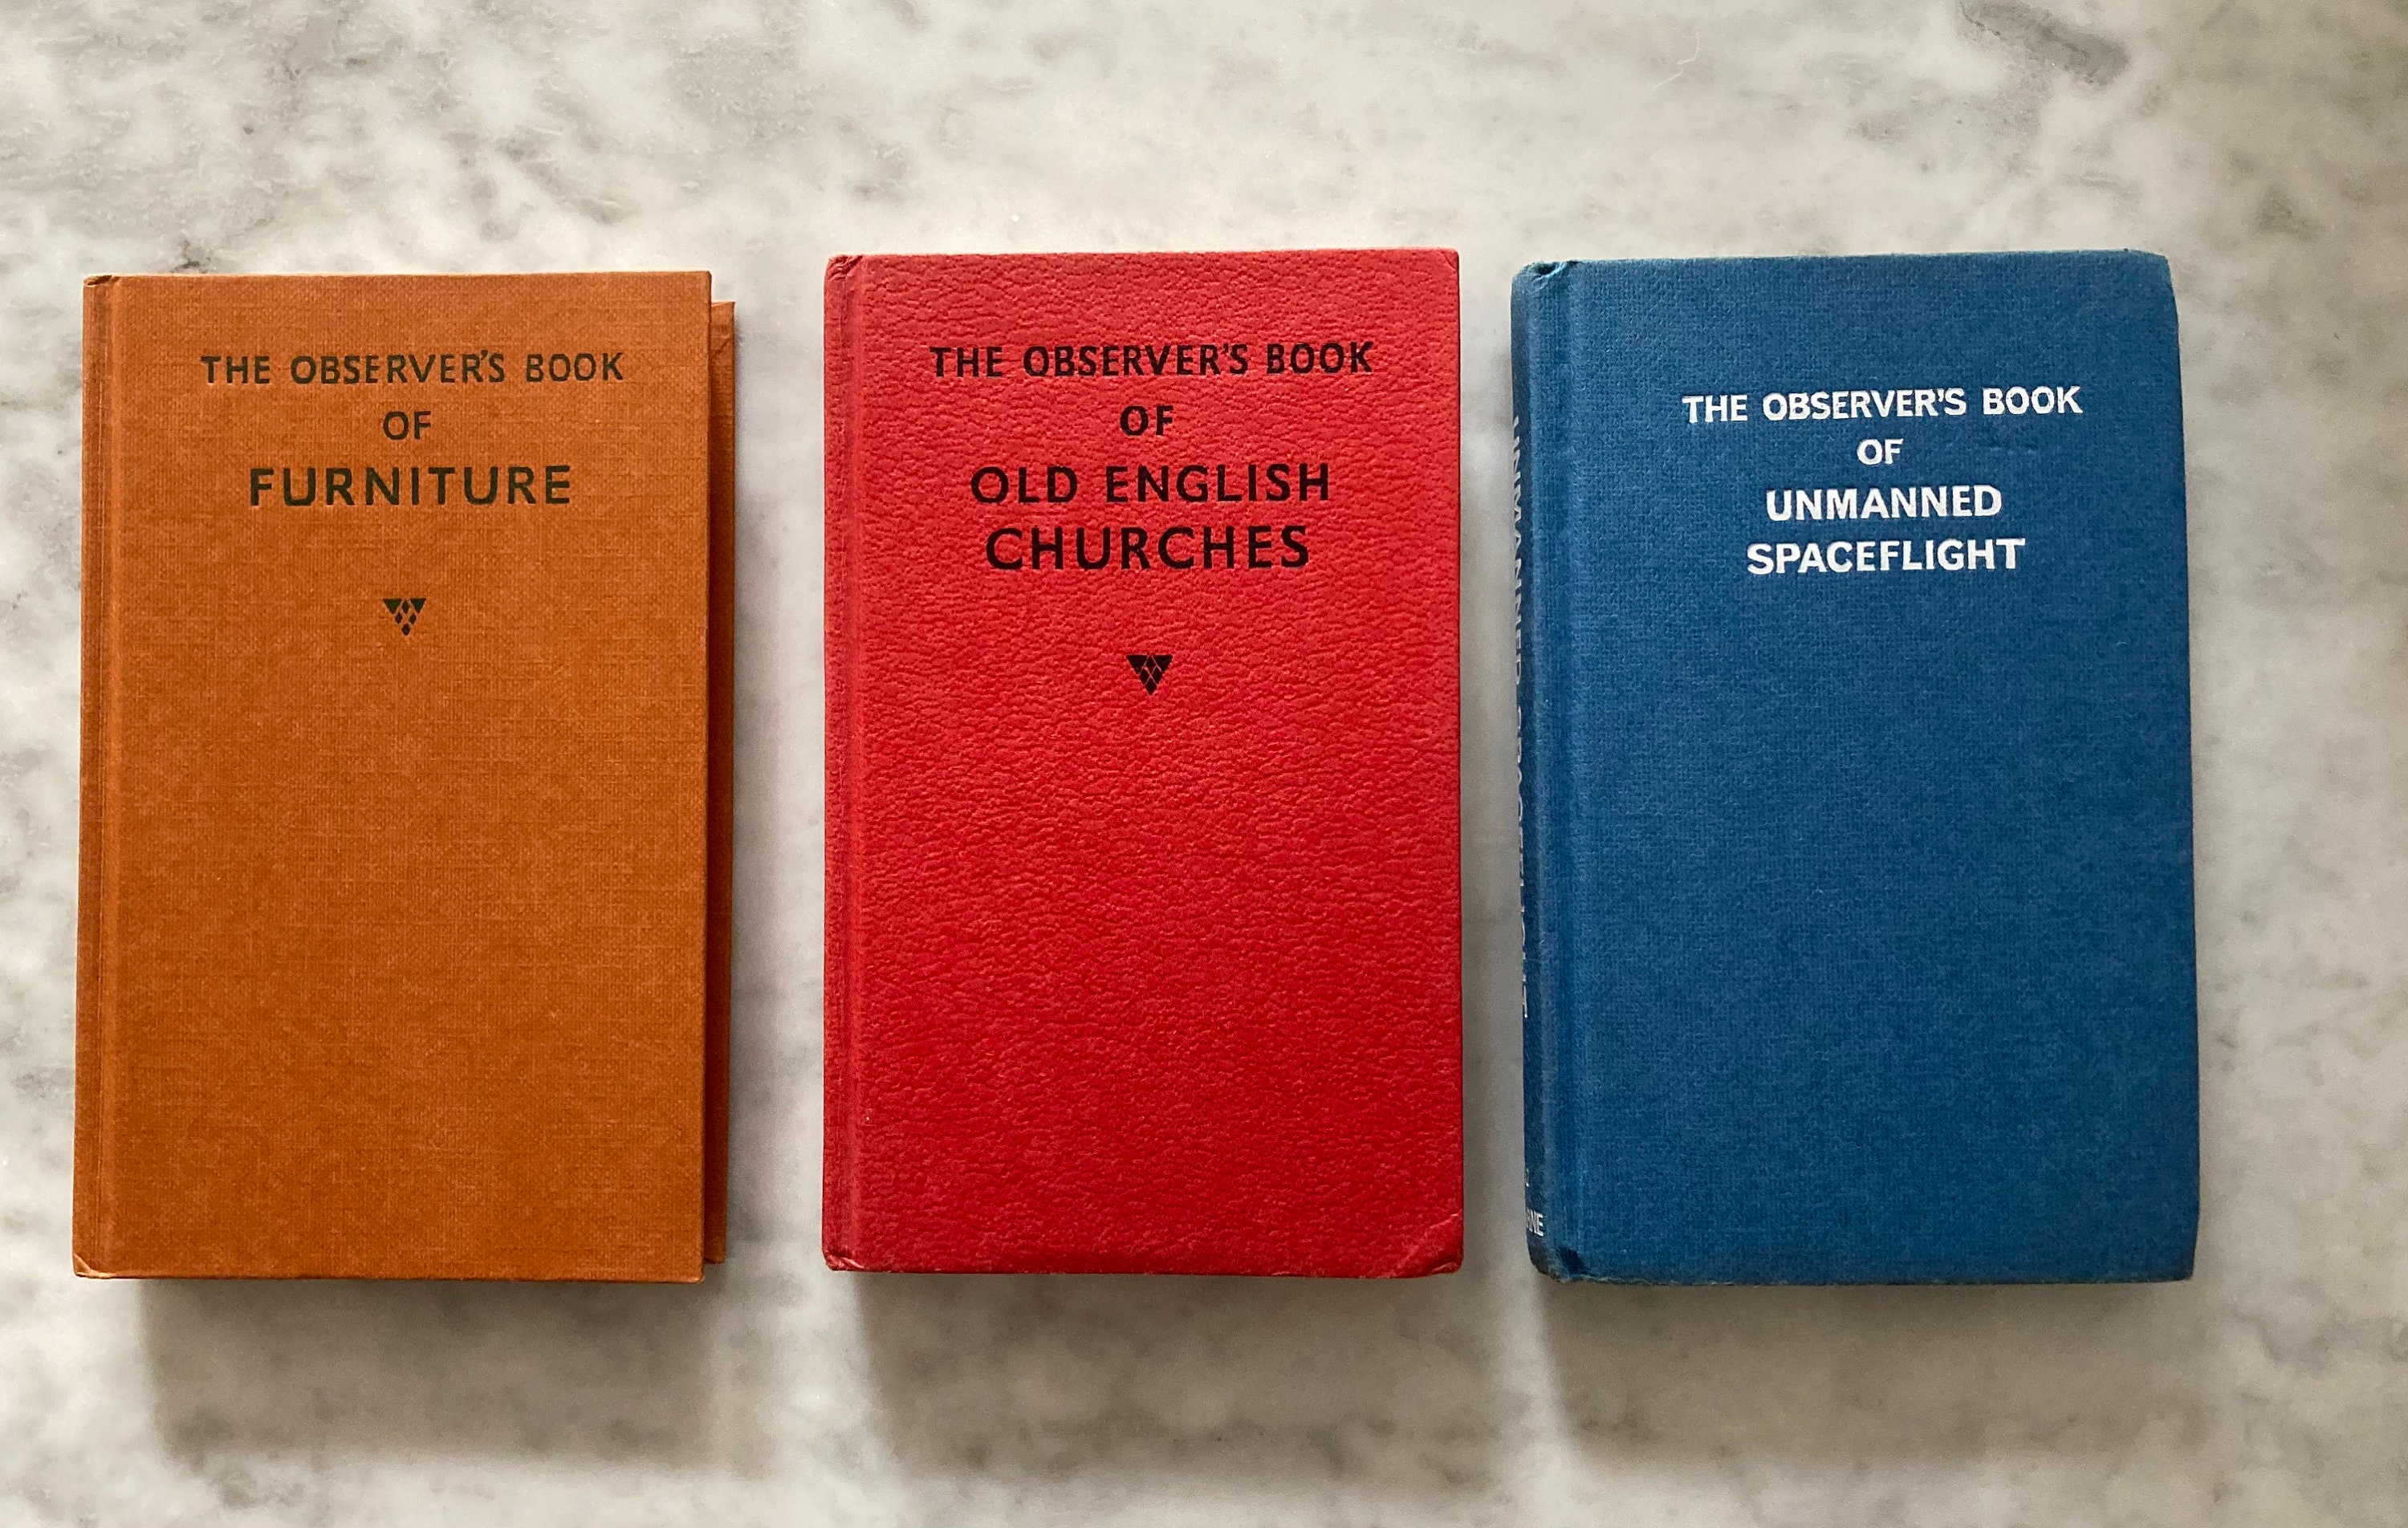 THE OBSERVER'S BOOK
OF
FURNITURE
THE OBSERVER'S BOOK
OF
OLD ENGLISH
CHURCHES
THE OBSERVER'S BOOK
OF
UNMANNED
SPACEFLIGHT